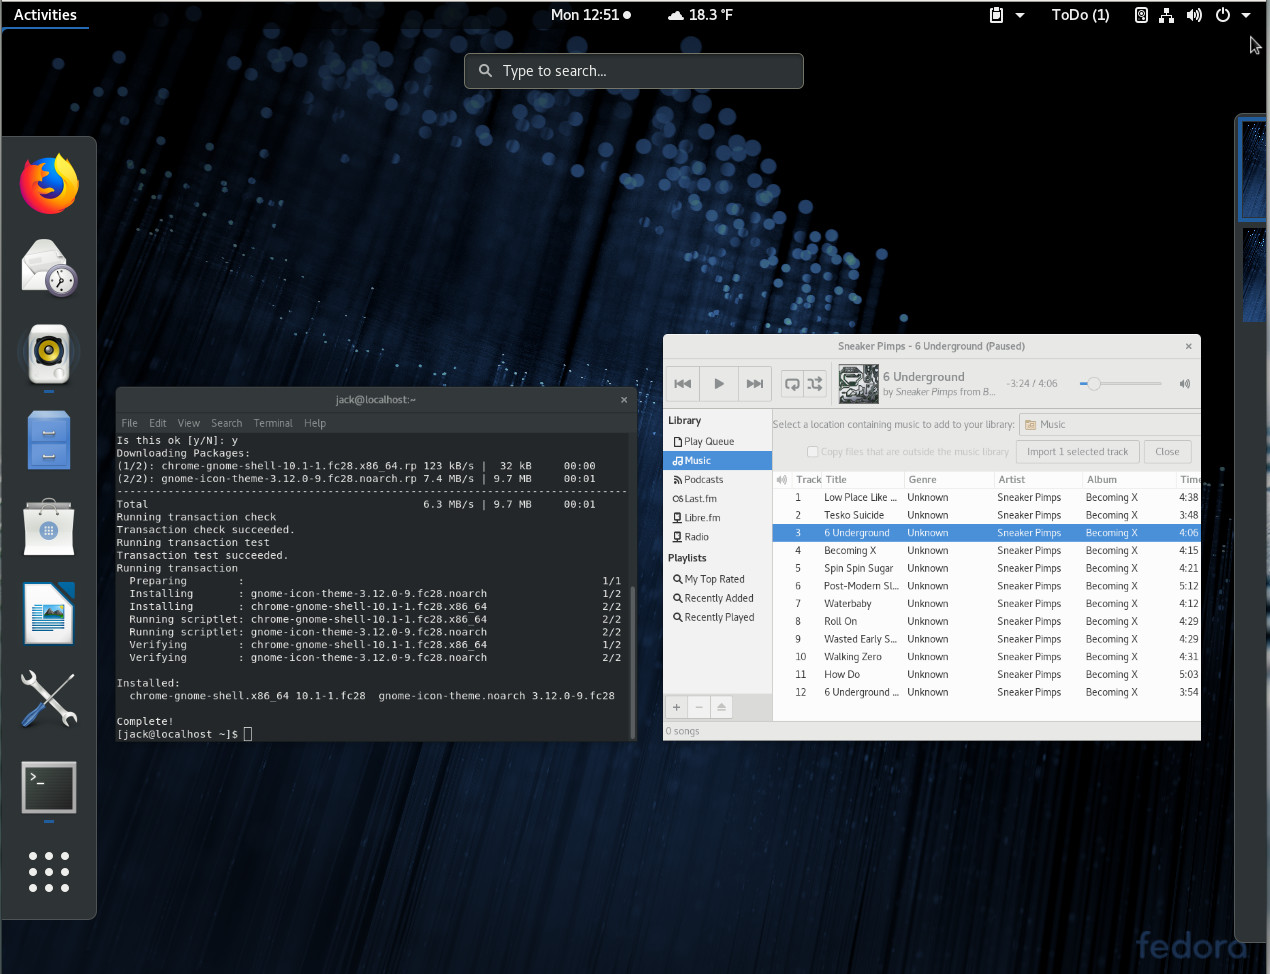 Activities
Mon 12:51
18.3 °F
ToDo (1)
Type to search...
jack@localhost:~
File Edit View Search Terminal Help
Is this ok [y/N]: y
Downloading Packages:
(1/2): chrome-gnome-shell-10.1-1.fc28.x86_64.rp 123 kB/s | 32 kB 00:00
(2/2): gnome-icon-theme-3.12.0-9.fc28.noarch.rp 7.4 MB/s | 9.7 MB 00:01
--------------------------------------------------------------------------------
Total 6.3 MB/s | 9.7 MB 00:01
Running transaction check
Transaction check succeeded.
Running transaction test
Transaction test succeeded.
Running transaction
Preparing : 1/1
Installing : gnome-icon-theme-3.12.0-9.fc28.noarch 1/2
Installing : chrome-gnome-shell-10.1-1.fc28.x86_64 2/2
Running scriptlet: chrome-gnome-shell-10.1-1.fc28.x86_64 2/2
Running scriptlet: gnome-icon-theme-3.12.0-9.fc28.noarch 2/2
Verifying : chrome-gnome-shell-10.1-1.fc28.x86_64 1/2
Verifying : gnome-icon-theme-3.12.0-9.fc28.noarch 2/2
Installed:
chrome-gnome-shell.x86_64 10.1-1.fc28 gnome-icon-theme.noarch 3.12.0-9.fc28
Complete!
[jack@localhost ~]$
>_
Sneaker Pimps - 6 Underground (Paused)
6 Underground
by Sneaker Pimps from B...
-3:24 / 4:06
Library
Play Queue
Music
Podcasts
Last.fm
Libre.fm
Radio
Playlists
My Top Rated
Recently Added
Recently Played
Select a location containing music to add to your library: Music
Copy files that are outside the music library Import 1 selected track Close
Track Title Genre Artist Album Time
1 Low Place Like ... Unknown Sneaker Pimps Becoming X 4:38
2 Tesko Suicide Unknown Sneaker Pimps Becoming X 3:48
3 6 Underground Unknown Sneaker Pimps Becoming X 4:06
4 Becoming X Unknown Sneaker Pimps Becoming X 4:15
5 Spin Spin Sugar Unknown Sneaker Pimps Becoming X 4:21
6 Post-Modern Sl... Unknown Sneaker Pimps Becoming X 5:12
7 Waterbaby Unknown Sneaker Pimps Becoming X 4:12
8 Roll On Unknown Sneaker Pimps Becoming X 4:29
9 Wasted Early S... Unknown Sneaker Pimps Becoming X 4:29
10 Walking Zero Unknown Sneaker Pimps Becoming X 4:31
11 How Do Unknown Sneaker Pimps Becoming X 5:03
12 6 Underground ... Unknown Sneaker Pimps Becoming X 3:54
0 songs
fedora